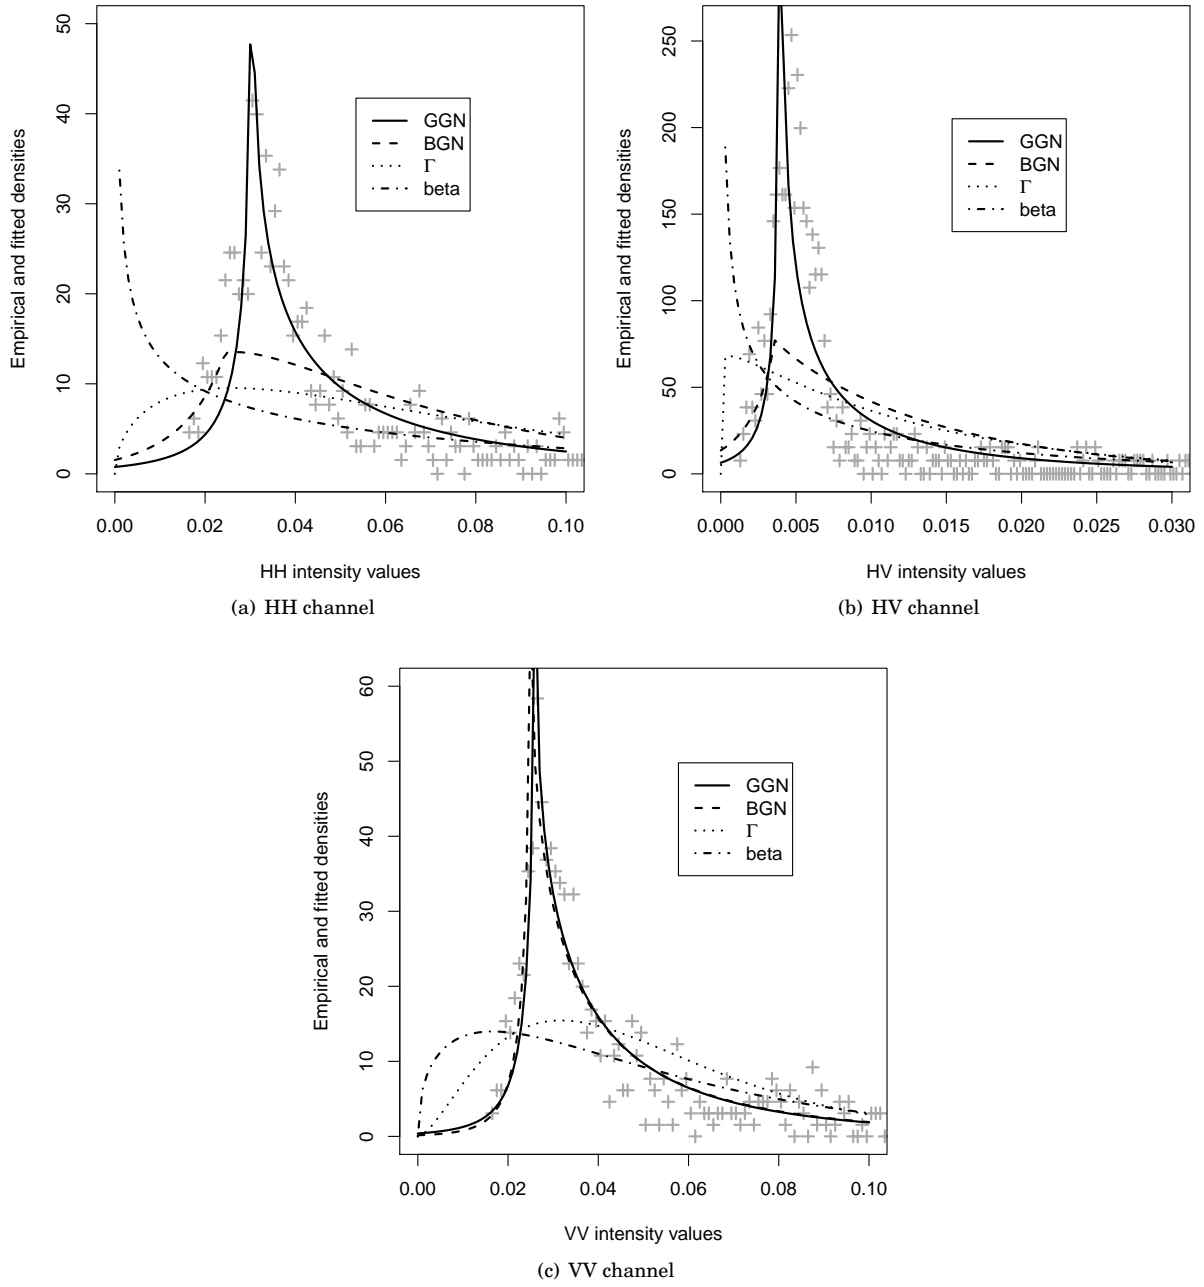 50
40
30
20
10
0
Empirical and fitted densities
GGN
BGN
Γ
beta
0.00 0.02 0.04 0.06 0.08 0.10
HH intensity values
(a) HH channel
250
200
150
100
50
0
Empirical and fitted densities
GGN
BGN
Γ
beta
0.000 0.005 0.010 0.015 0.020 0.025 0.030
HV intensity values
(b) HV channel
60
50
40
30
20
10
0
Empirical and fitted densities
GGN
BGN
Γ
beta
0.00 0.02 0.04 0.06 0.08 0.10
VV intensity values
(c) VV channel